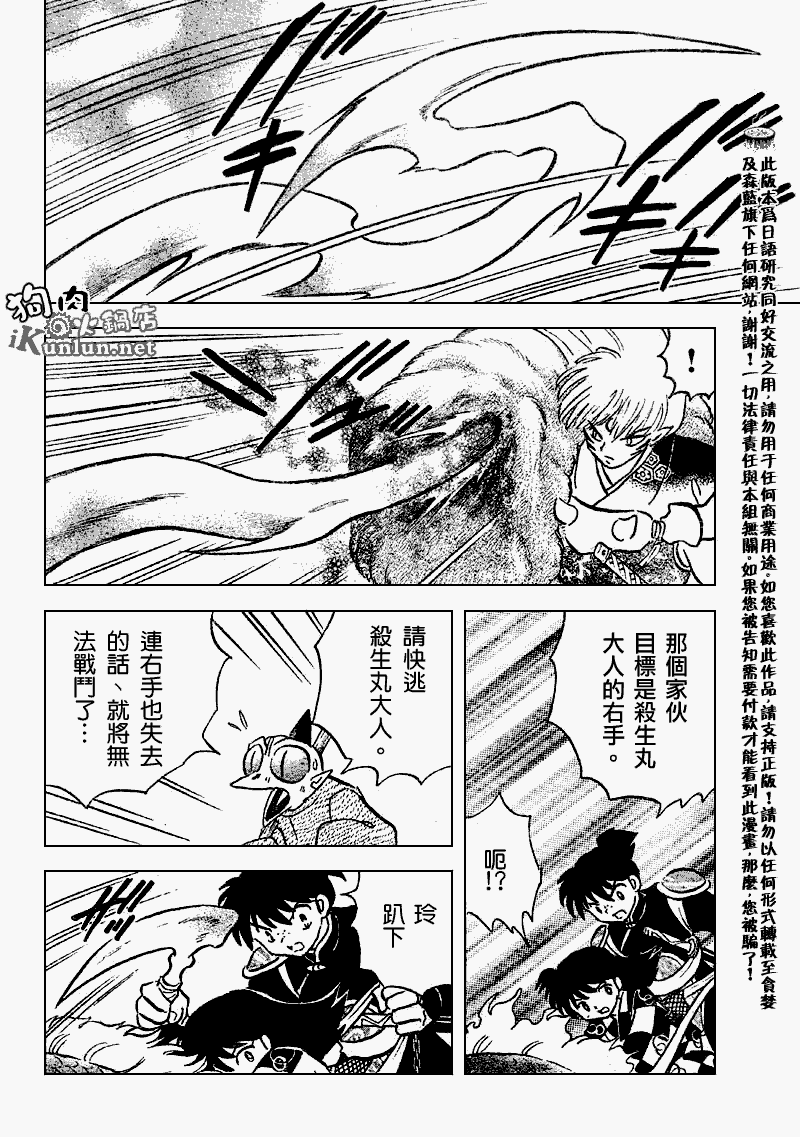 此版本爲日語研究同好交流之用，請勿用于任何商業用途。如您喜歡此作品，請支持正版！請勿以任何形式轉載至貪婪
及森藍旗下任何網站，謝謝！一切法律責任與本組無關。如果您被告知需要付款才能看到此漫畫，那麼，您被騙了！
狗肉
火鍋店
iKunlun.net
！
那個家伙
目標是殺生丸
大人的右手。
呃!?
請快逃
殺生丸大人。
連右手也失去
的話、就將無
法戰鬥了…
玲
趴下